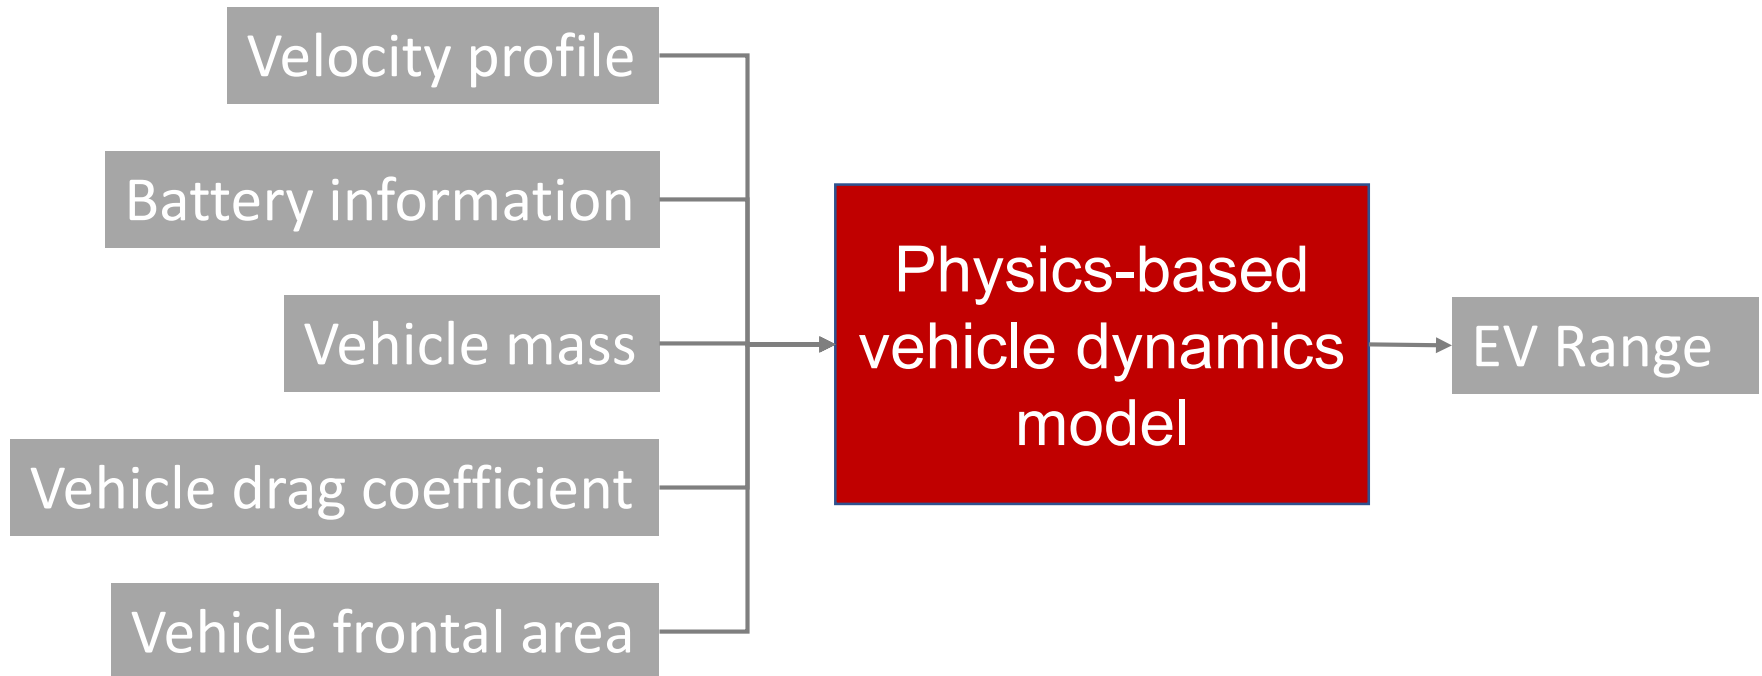 Velocity profile
Battery information
Vehicle mass
Vehicle drag coefficient
Vehicle frontal area
Physics-based
vehicle dynamics
model
EV Range